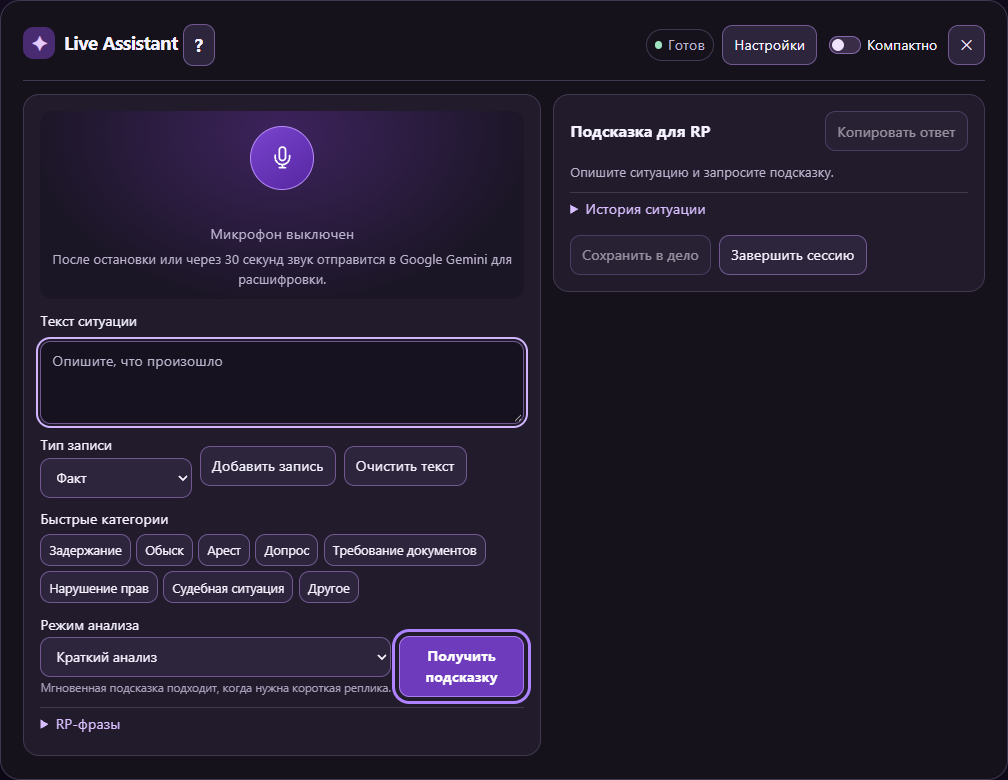 Live Assistant ?
Готов
Настройки
Компактно
Микрофон выключен
После остановки или через 30 секунд звук отправится в Google Gemini для
расшифровки.
Текст ситуации
Опишите, что произошло
Тип записи
Факт
Добавить запись
Очистить текст
Быстрые категории
Задержание
Обыск
Арест
Допрос
Требование документов
Нарушение прав
Судебная ситуация
Другое
Режим анализа
Краткий анализ
Получить
подсказку
Мгновенная подсказка подходит, когда нужна короткая реплика.
RP-фразы
Подсказка для RP
Копировать ответ
Опишите ситуацию и запросите подсказку.
История ситуации
Сохранить в дело
Завершить сессию